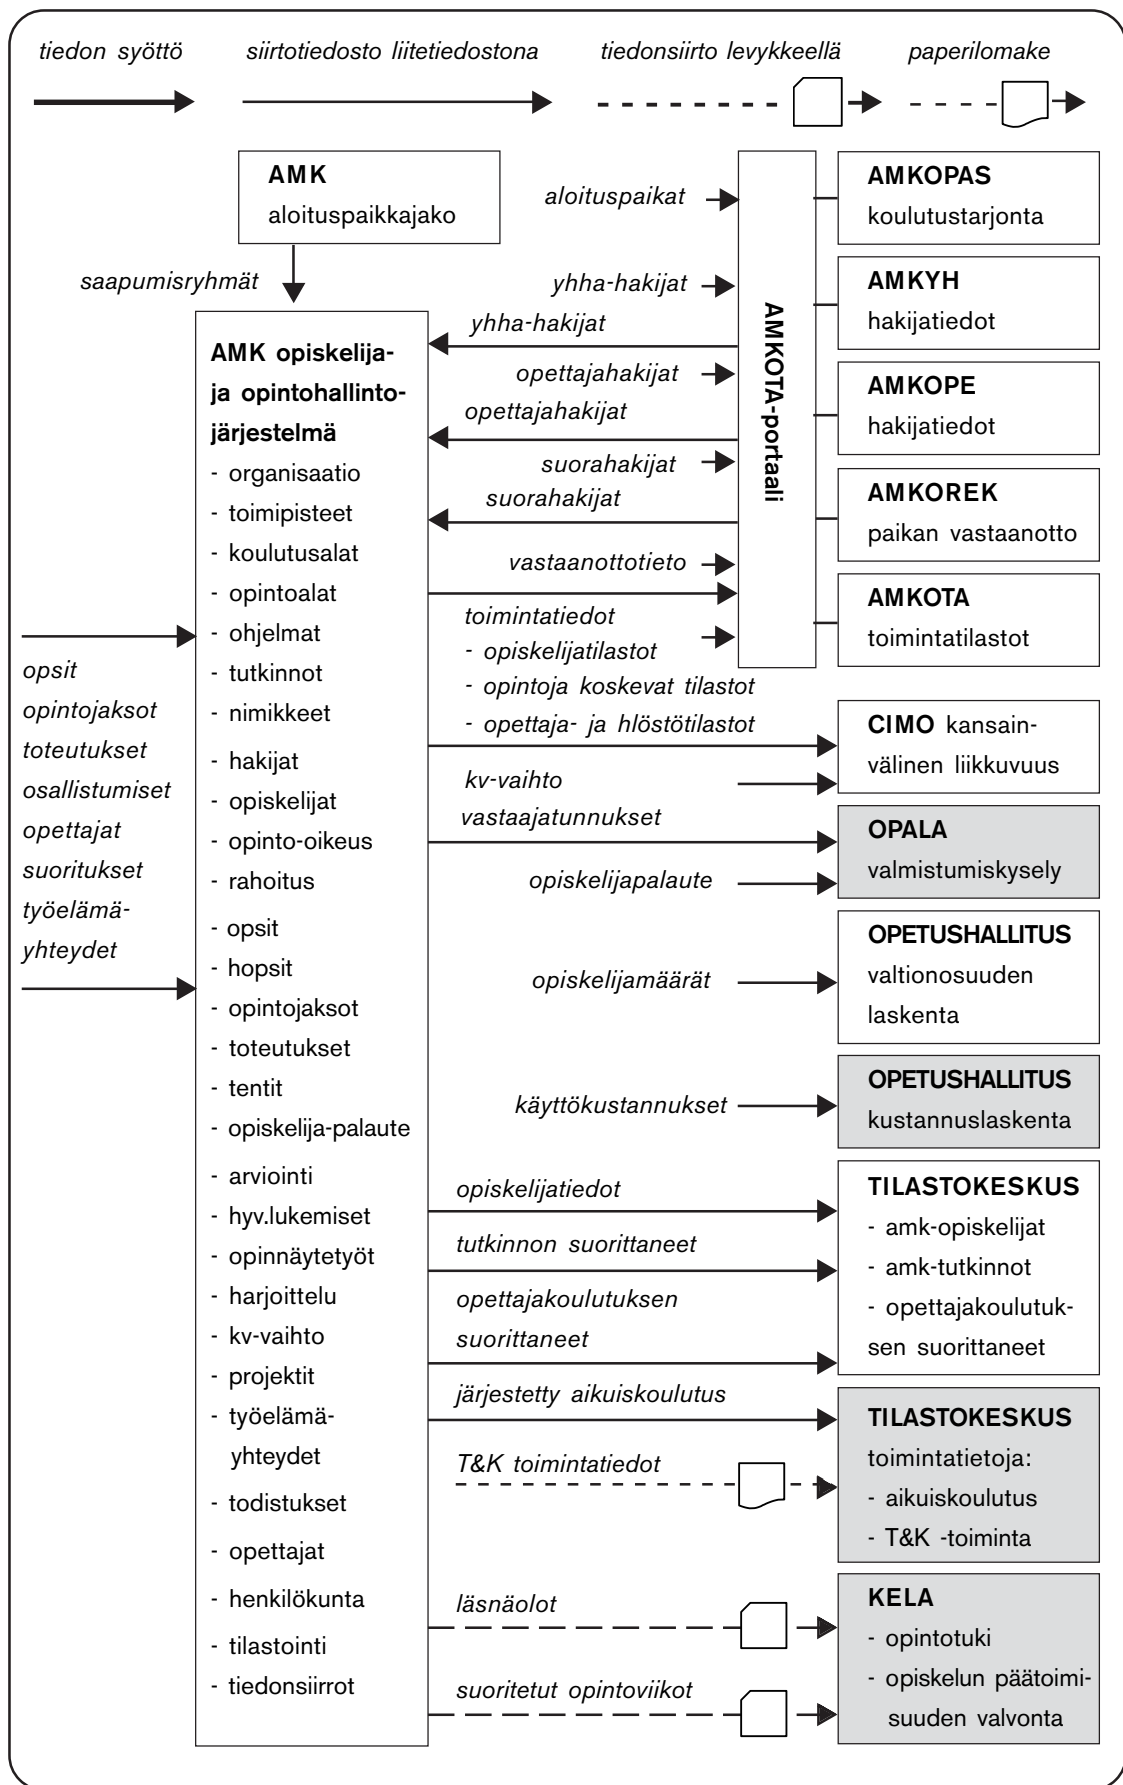 tiedon syöttö
siirtotiedosto liitetiedostona
tiedonsiirto levykkeellä
paperilomake
AMK
aloituspaikkajako
saapumisryhmät
AMK opiskelija-
ja opintohallinto-
järjestelmä
- organisaatio
- toimipisteet
- koulutusalat
- opintoalat
- ohjelmat
- tutkinnot
- nimikkeet
- hakijat
- opiskelijat
- opinto-oikeus
- rahoitus
- opsit
- hopsit
- opintojaksot
- toteutukset
- tentit
- opiskelija-palaute
- arviointi
- hyv.lukemiset
- opinnäytetyöt
- harjoittelu
- kv-vaihto
- projektit
- työelämä-
yhteydet
- todistukset
- opettajat
- henkilökunta
- tilastointi
- tiedonsiirrot
opsit
opintojaksot
toteutukset
osallistumiset
opettajat
suoritukset
työelämä-
yhteydet
aloituspaikat
yhha-hakijat
yhha-hakijat
opettajahakijat
opettajahakijat
suorahakijat
suorahakijat
vastaanottotieto
toimintatiedot
- opiskelijatilastot
- opintoja koskevat tilastot
- opettaja- ja hlöstötilastot
kv-vaihto
vastaajatunnukset
opiskelijapalaute
opiskelijamäärät
käyttökustannukset
opiskelijatiedot
tutkinnon suorittaneet
opettajakoulutuksen
suorittaneet
järjestetty aikuiskoulutus
T&K toimintatiedot
läsnäolot
suoritetut opintoviikot
AMKOTA-portaali
AMKOPAS
koulutustarjonta
AMKYH
hakijatiedot
AMKOPE
hakijatiedot
AMKOREK
paikan vastaanotto
AMKOTA
toimintatilastot
CIMO kansain-
välinen liikkuvuus
OPALA
valmistumiskysely
OPETUSHALLITUS
valtionosuuden
laskenta
OPETUSHALLITUS
kustannuslaskenta
TILASTOKESKUS
- amk-opiskelijat
- amk-tutkinnot
- opettajakoulutuk-
sen suorittaneet
TILASTOKESKUS
toimintatietoja:
- aikuiskoulutus
- T&K -toiminta
KELA
- opintotuki
- opiskelun päätoimi-
suuden valvonta